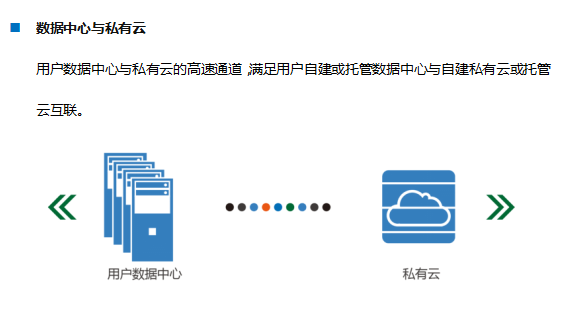 数据中心与私有云
用户数据中心与私有云的高速通道,满足用户自建或托管数据中心与自建私有云或托管
云互联。
用户数据中心
私有云